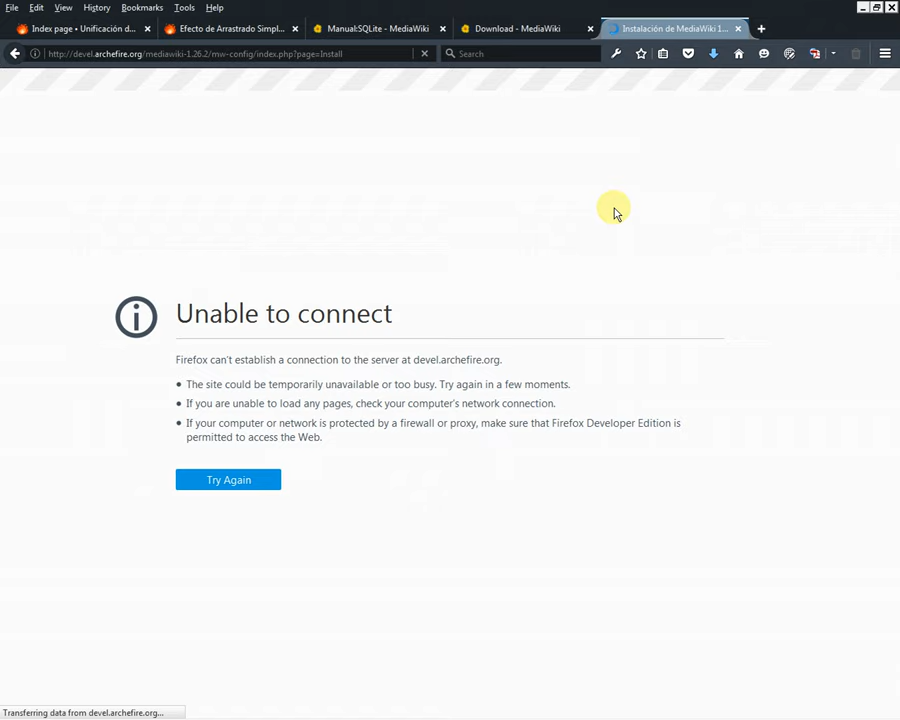 File Edit View History Bookmarks Tools Help
Index page • Unificación d... Efecto de Arrastrado Simpl... Manual:SQLite - MediaWiki Download - MediaWiki Instalación de MediaWiki 1...
http://devel.archefire.org/mediawiki-1.26.2/mw-config/index.php?page=Install Search
Unable to connect
Firefox can't establish a connection to the server at devel.archefire.org.
• The site could be temporarily unavailable or too busy. Try again in a few moments.
• If you are unable to load any pages, check your computer's network connection.
• If your computer or network is protected by a firewall or proxy, make sure that Firefox Developer Edition is
permitted to access the Web.
Try Again
Transferring data from devel.archefire.org...